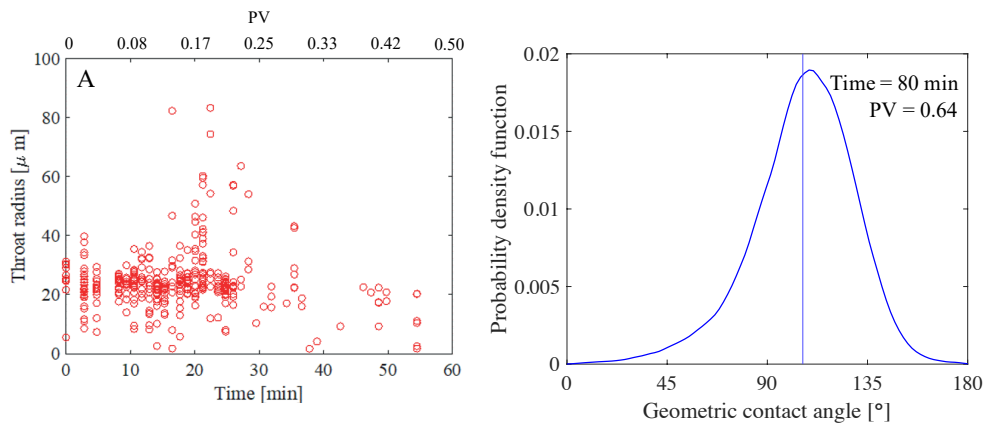 PV
0 0.08 0.17 0.25 0.33 0.42 0.50
A
100
80
60
40
20
0
Throat radius [μ m]
0 10 20 30 40 50 60
Time [min]
0.02
0.015
0.01
0.005
0
Probability density function
Time = 80 min
PV = 0.64
0 45 90 135 180
Geometric contact angle [°]